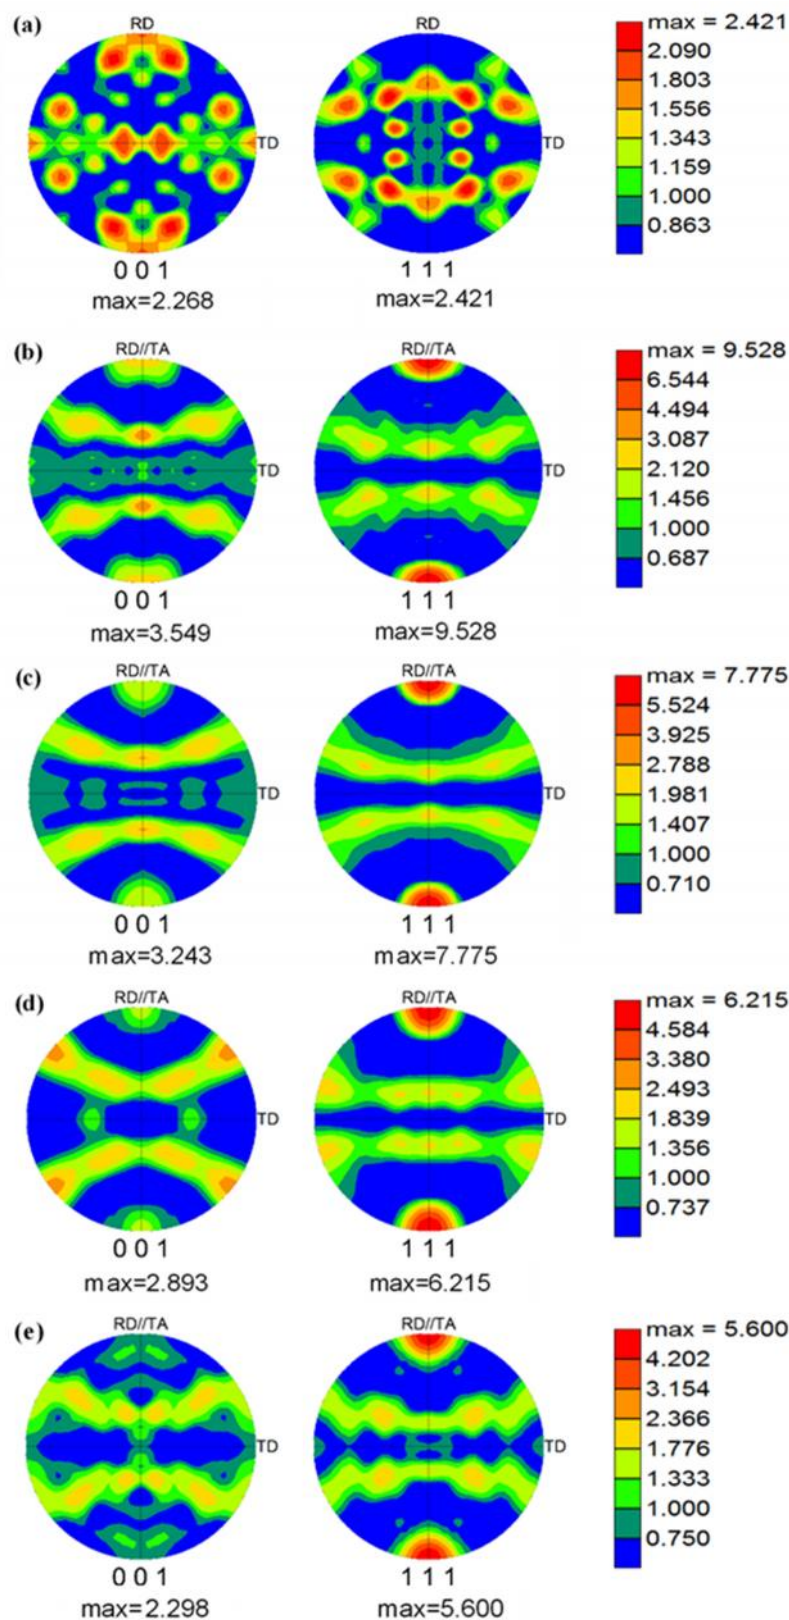 (a)
RD
RD
TD
TD
0 0 1
1 1 1
max=2.268
max=2.421
max = 2.421
2.090
1.803
1.556
1.343
1.159
1.000
0.863
(b)
RD//TA
RD//TA
TD
TD
0 0 1
1 1 1
max=3.549
max=9.528
max = 9.528
6.544
4.494
3.087
2.120
1.456
1.000
0.687
(c)
RD//TA
RD//TA
TD
TD
0 0 1
1 1 1
max=3.243
max=7.775
max = 7.775
5.524
3.925
2.788
1.981
1.407
1.000
0.710
(d)
RD//TA
RD//TA
TD
TD
0 0 1
1 1 1
max=2.893
max=6.215
max = 6.215
4.584
3.380
2.493
1.839
1.356
1.000
0.737
(e)
RD//TA
RD//TA
TD
TD
0 0 1
1 1 1
max=2.298
max=5.600
max = 5.600
4.202
3.154
2.366
1.776
1.333
1.000
0.750